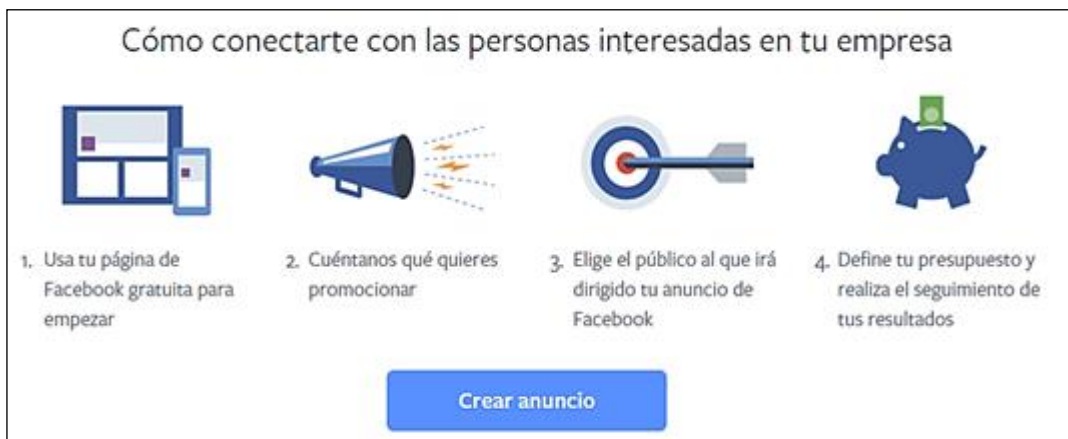 Cómo conectarte con las personas interesadas en tu empresa
1. Usa tu página de
Facebook gratuita para
empezar
2. Cuéntanos qué quieres
promocionar
3. Elige el público al que irá
dirigido tu anuncio de
Facebook
4. Define tu presupuesto y
realiza el seguimiento de
tus resultados
Crear anuncio